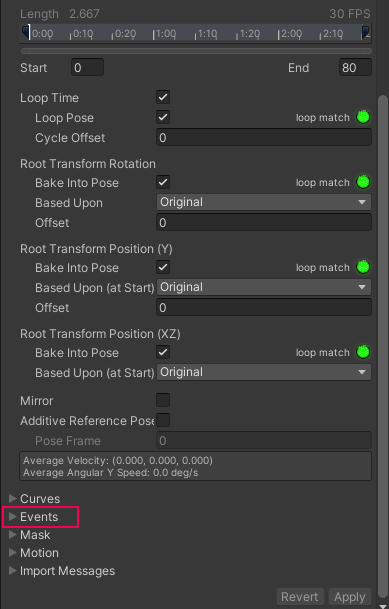 Length 2.667 30 FPS
0:00 0:10 0:20 1:00 1:10 1:20 2:00 2:10 2
Start 0 End 80
Loop Time
Loop Pose loop match
Cycle Offset 0
Root Transform Rotation
Bake Into Pose loop match
Based Upon Original
Offset 0
Root Transform Position (Y)
Bake Into Pose loop match
Based Upon (at Start) Original
Offset 0
Root Transform Position (XZ)
Bake Into Pose loop match
Based Upon (at Start) Original
Mirror
Additive Reference Pose
Pose Frame 0
Average Velocity: (0.000, 0.000, 0.000)
Average Angular Y Speed: 0.0 deg/s
Curves
Events
Mask
Motion
Import Messages
Revert Apply